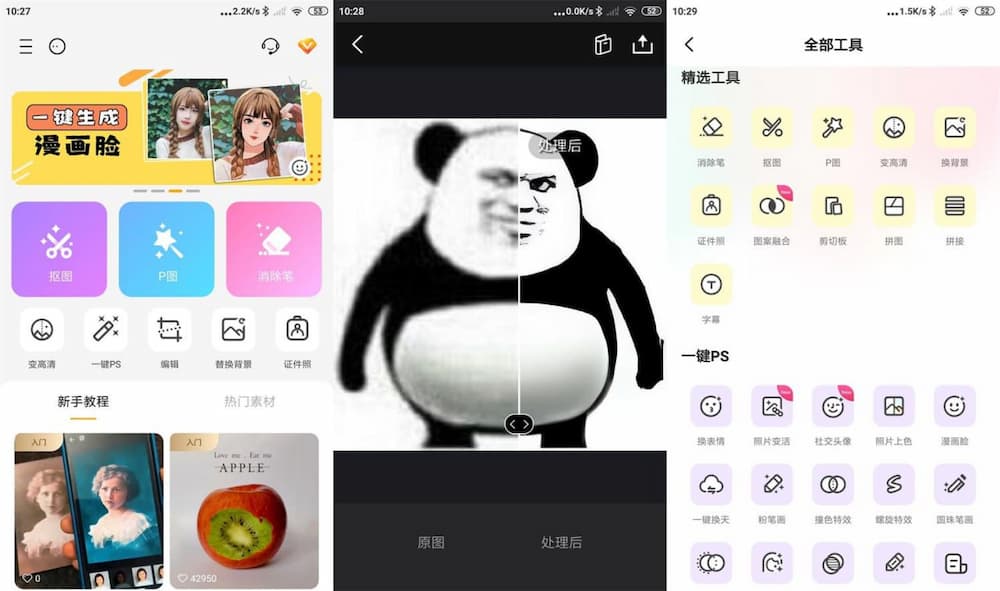 10:27
2.2K/s
53
一键生成
漫画脸
抠图
P图
消除笔
变高清
一键PS
编辑
替换背景
证件照
新手教程
热门素材
入门
0
入门
Love me . Eat me
APPLE
42950
10:28
0.0K/s
52
处理后
原图
处理后
10:29
1.5K/s
52
全部工具
精选工具
消除笔
抠图
P图
变高清
换背景
证件照
New
图案融合
剪切板
拼图
拼接
字幕
一键PS
New
New
换表情
照片变活
社交头像
照片上色
漫画脸
一键换天
粉笔画
撞色特效
螺旋特效
圆珠笔画